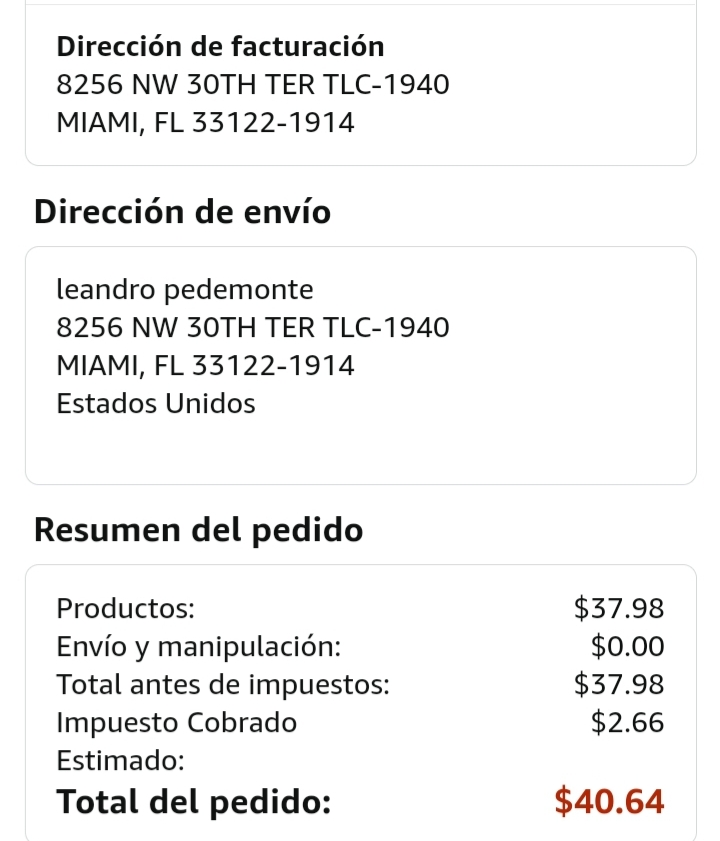 Dirección de facturación
8256 NW 30TH TER TLC-1940
MIAMI, FL 33122-1914
Dirección de envío
leandro pedemonte
8256 NW 30TH TER TLC-1940
MIAMI, FL 33122-1914
Estados Unidos
Resumen del pedido
Productos: $37.98
Envío y manipulación: $0.00
Total antes de impuestos: $37.98
Impuesto Cobrado $2.66
Estimado:
Total del pedido: $40.64